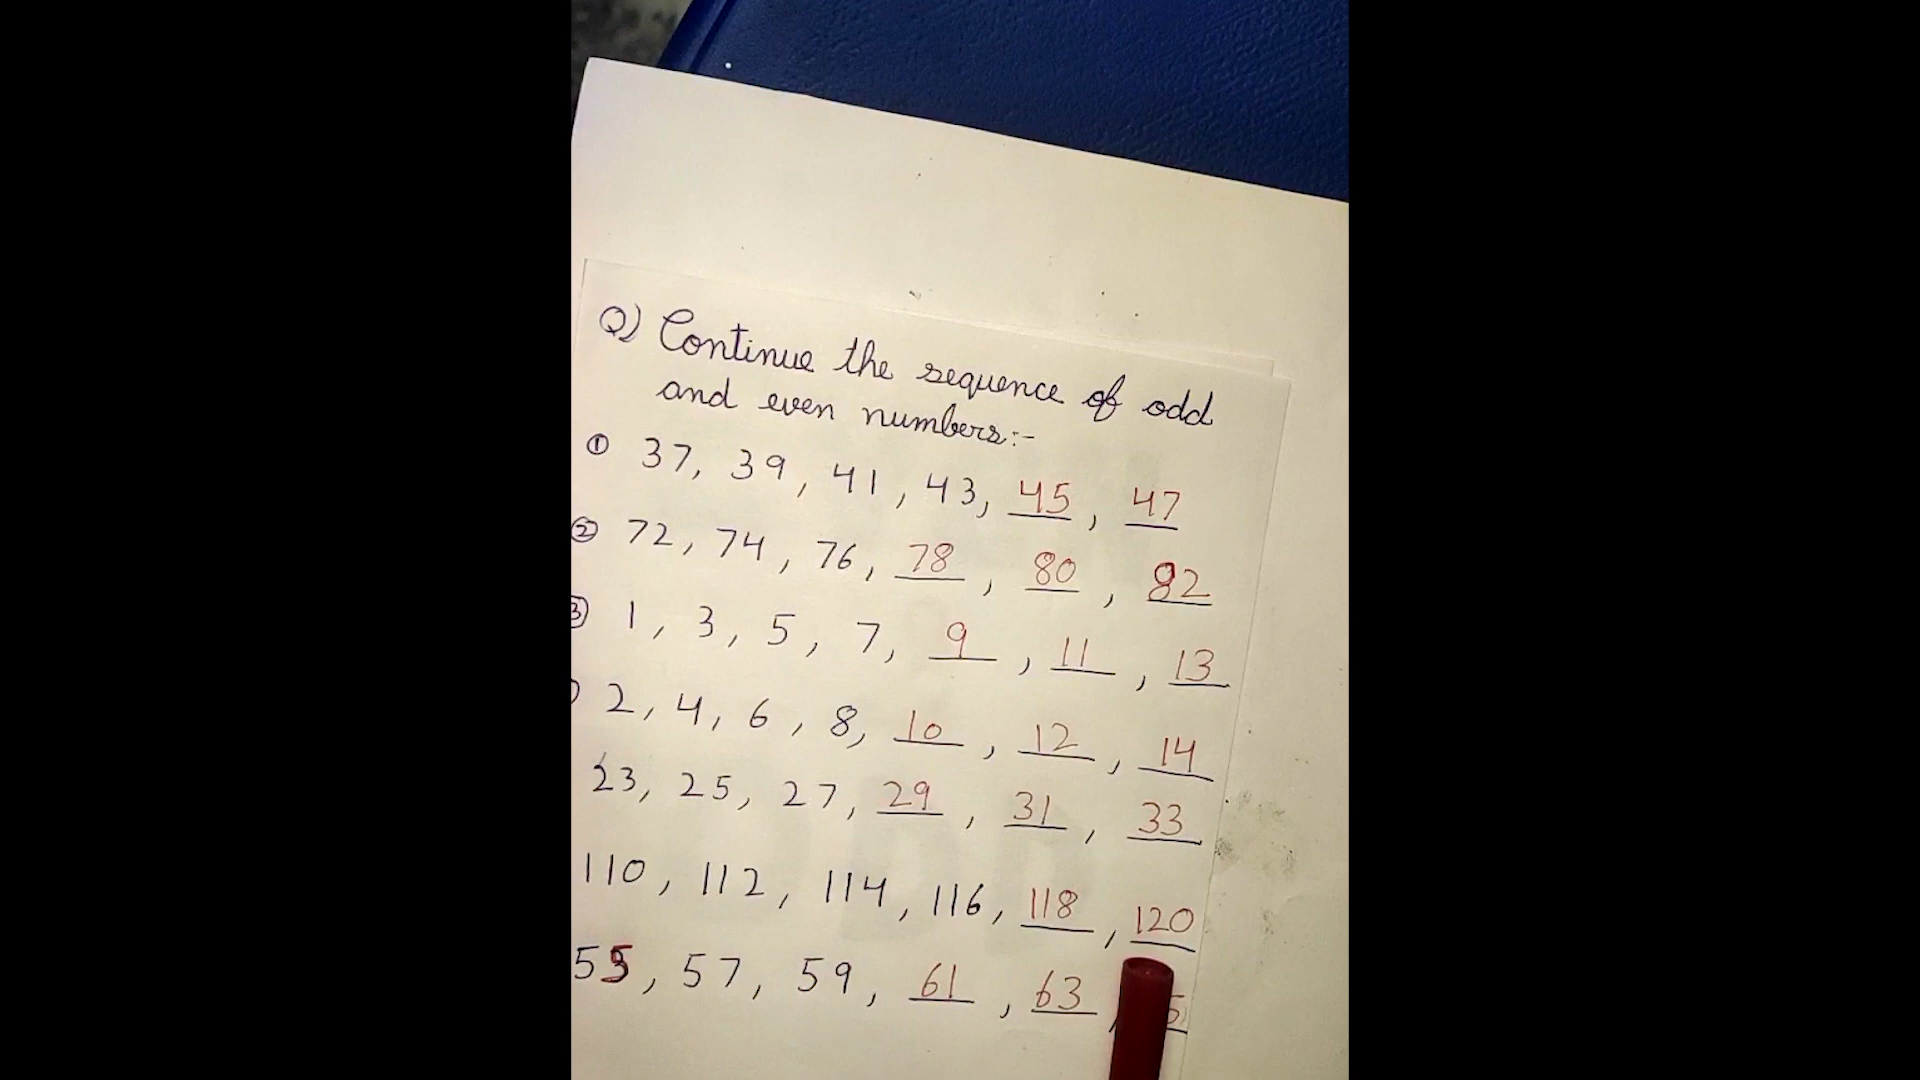 Q) Continue the sequence of odd
and even numbers:-
① 37, 39, 41, 43, 45, 47
② 72, 74, 76, 78, 80, 82
③ 1, 3, 5, 7, 9, 11, 13
2, 4, 6, 8, 10, 12, 14
23, 25, 27, 29, 31, 33
110, 112, 114, 116, 118, 120
55, 57, 59, 61, 63,